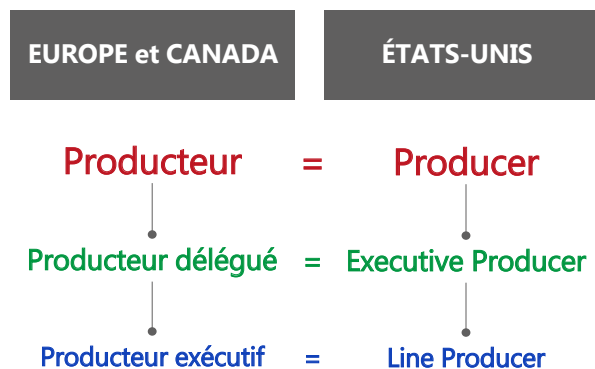 EUROPE et CANADA
ÉTATS-UNIS
Producteur = Producer
Producteur délégué = Executive Producer
Producteur exécutif = Line Producer